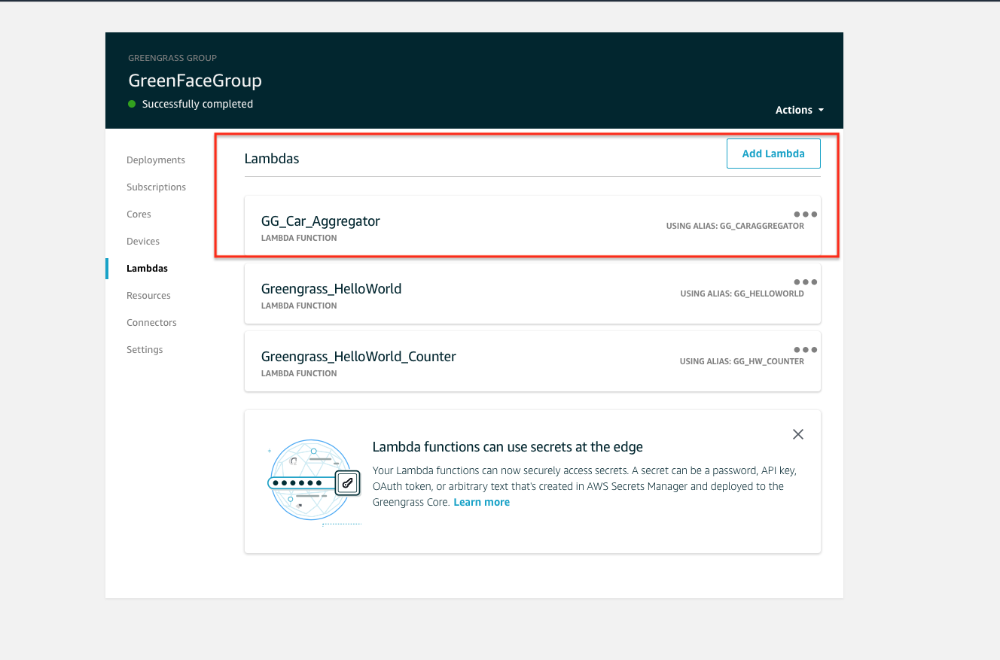 GREENGRASS GROUP
GreenFaceGroup
Successfully completed
Actions
Deployments
Subscriptions
Cores
Devices
Lambdas
Resources
Connectors
Settings
Lambdas
Add Lambda
GG_Car_Aggregator
LAMBDA FUNCTION
USING ALIAS: GG_CARAGGREGATOR
Greengrass_HelloWorld
LAMBDA FUNCTION
USING ALIAS: GG_HELLOWORLD
Greengrass_HelloWorld_Counter
LAMBDA FUNCTION
USING ALIAS: GG_HW_COUNTER
Lambda functions can use secrets at the edge
Your Lambda functions can now securely access secrets. A secret can be a password, API key,
OAuth token, or arbitrary text that's created in AWS Secrets Manager and deployed to the
Greengrass Core. Learn more